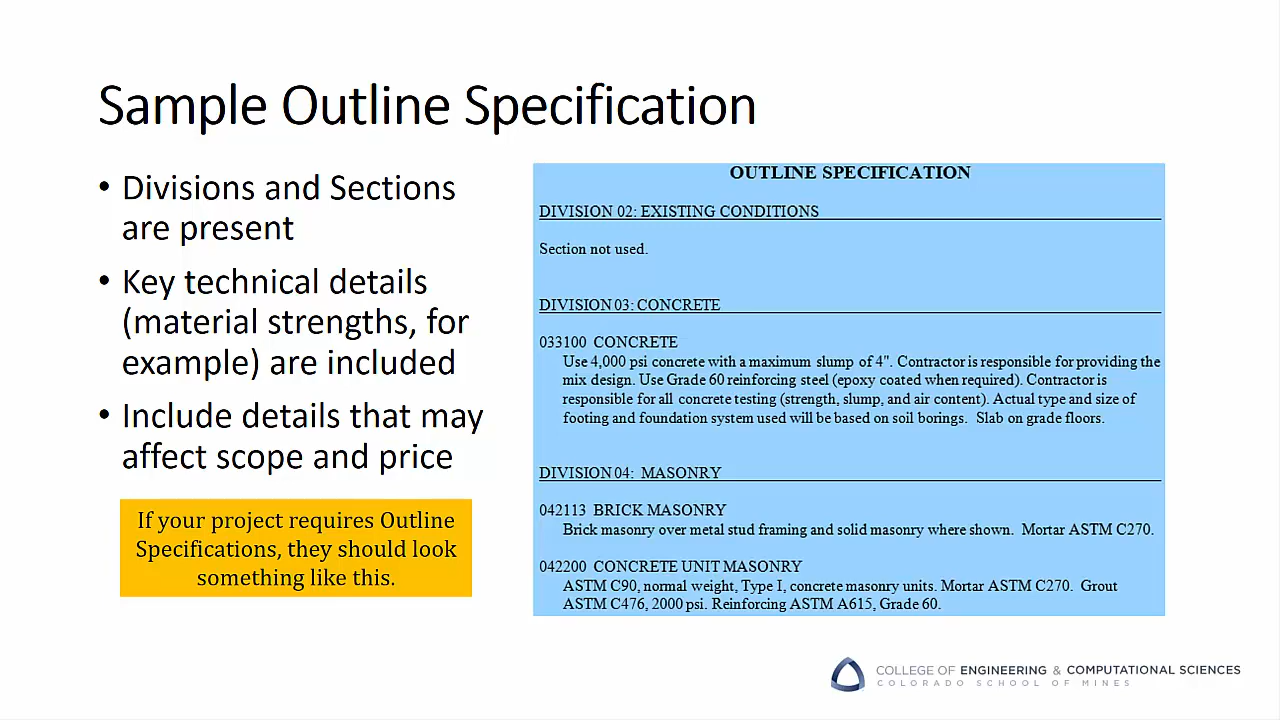 Sample Outline Specification
• Divisions and Sections
are present
• Key technical details
(material strengths, for
example) are included
• Include details that may
affect scope and price
If your project requires Outline
Specifications, they should look
something like this.
OUTLINE SPECIFICATION
DIVISION 02: EXISTING CONDITIONS
Section not used.
DIVISION 03: CONCRETE
033100 CONCRETE
Use 4,000 psi concrete with a maximum slump of 4". Contractor is responsible for providing the
mix design. Use Grade 60 reinforcing steel (epoxy coated when required). Contractor is
responsible for all concrete testing (strength, slump, and air content). Actual type and size of
footing and foundation system used will be based on soil borings. Slab on grade floors.
DIVISION 04: MASONRY
042113 BRICK MASONRY
Brick masonry over metal stud framing and solid masonry where shown. Mortar ASTM C270.
042200 CONCRETE UNIT MASONRY
ASTM C90, normal weight, Type I, concrete masonry units. Mortar ASTM C270. Grout
ASTM C476, 2000 psi. Reinforcing ASTM A615, Grade 60.
COLLEGE OF ENGINEERING & COMPUTATIONAL SCIENCES
COLORADO SCHOOL OF MINES